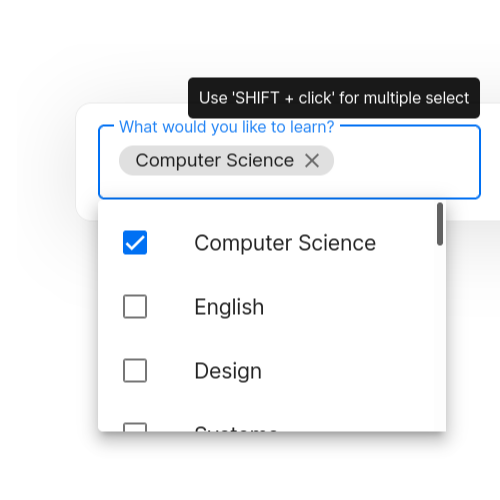 Use 'SHIFT + click' for multiple select
What would you like to learn?
Computer Science
Computer Science
English
Design